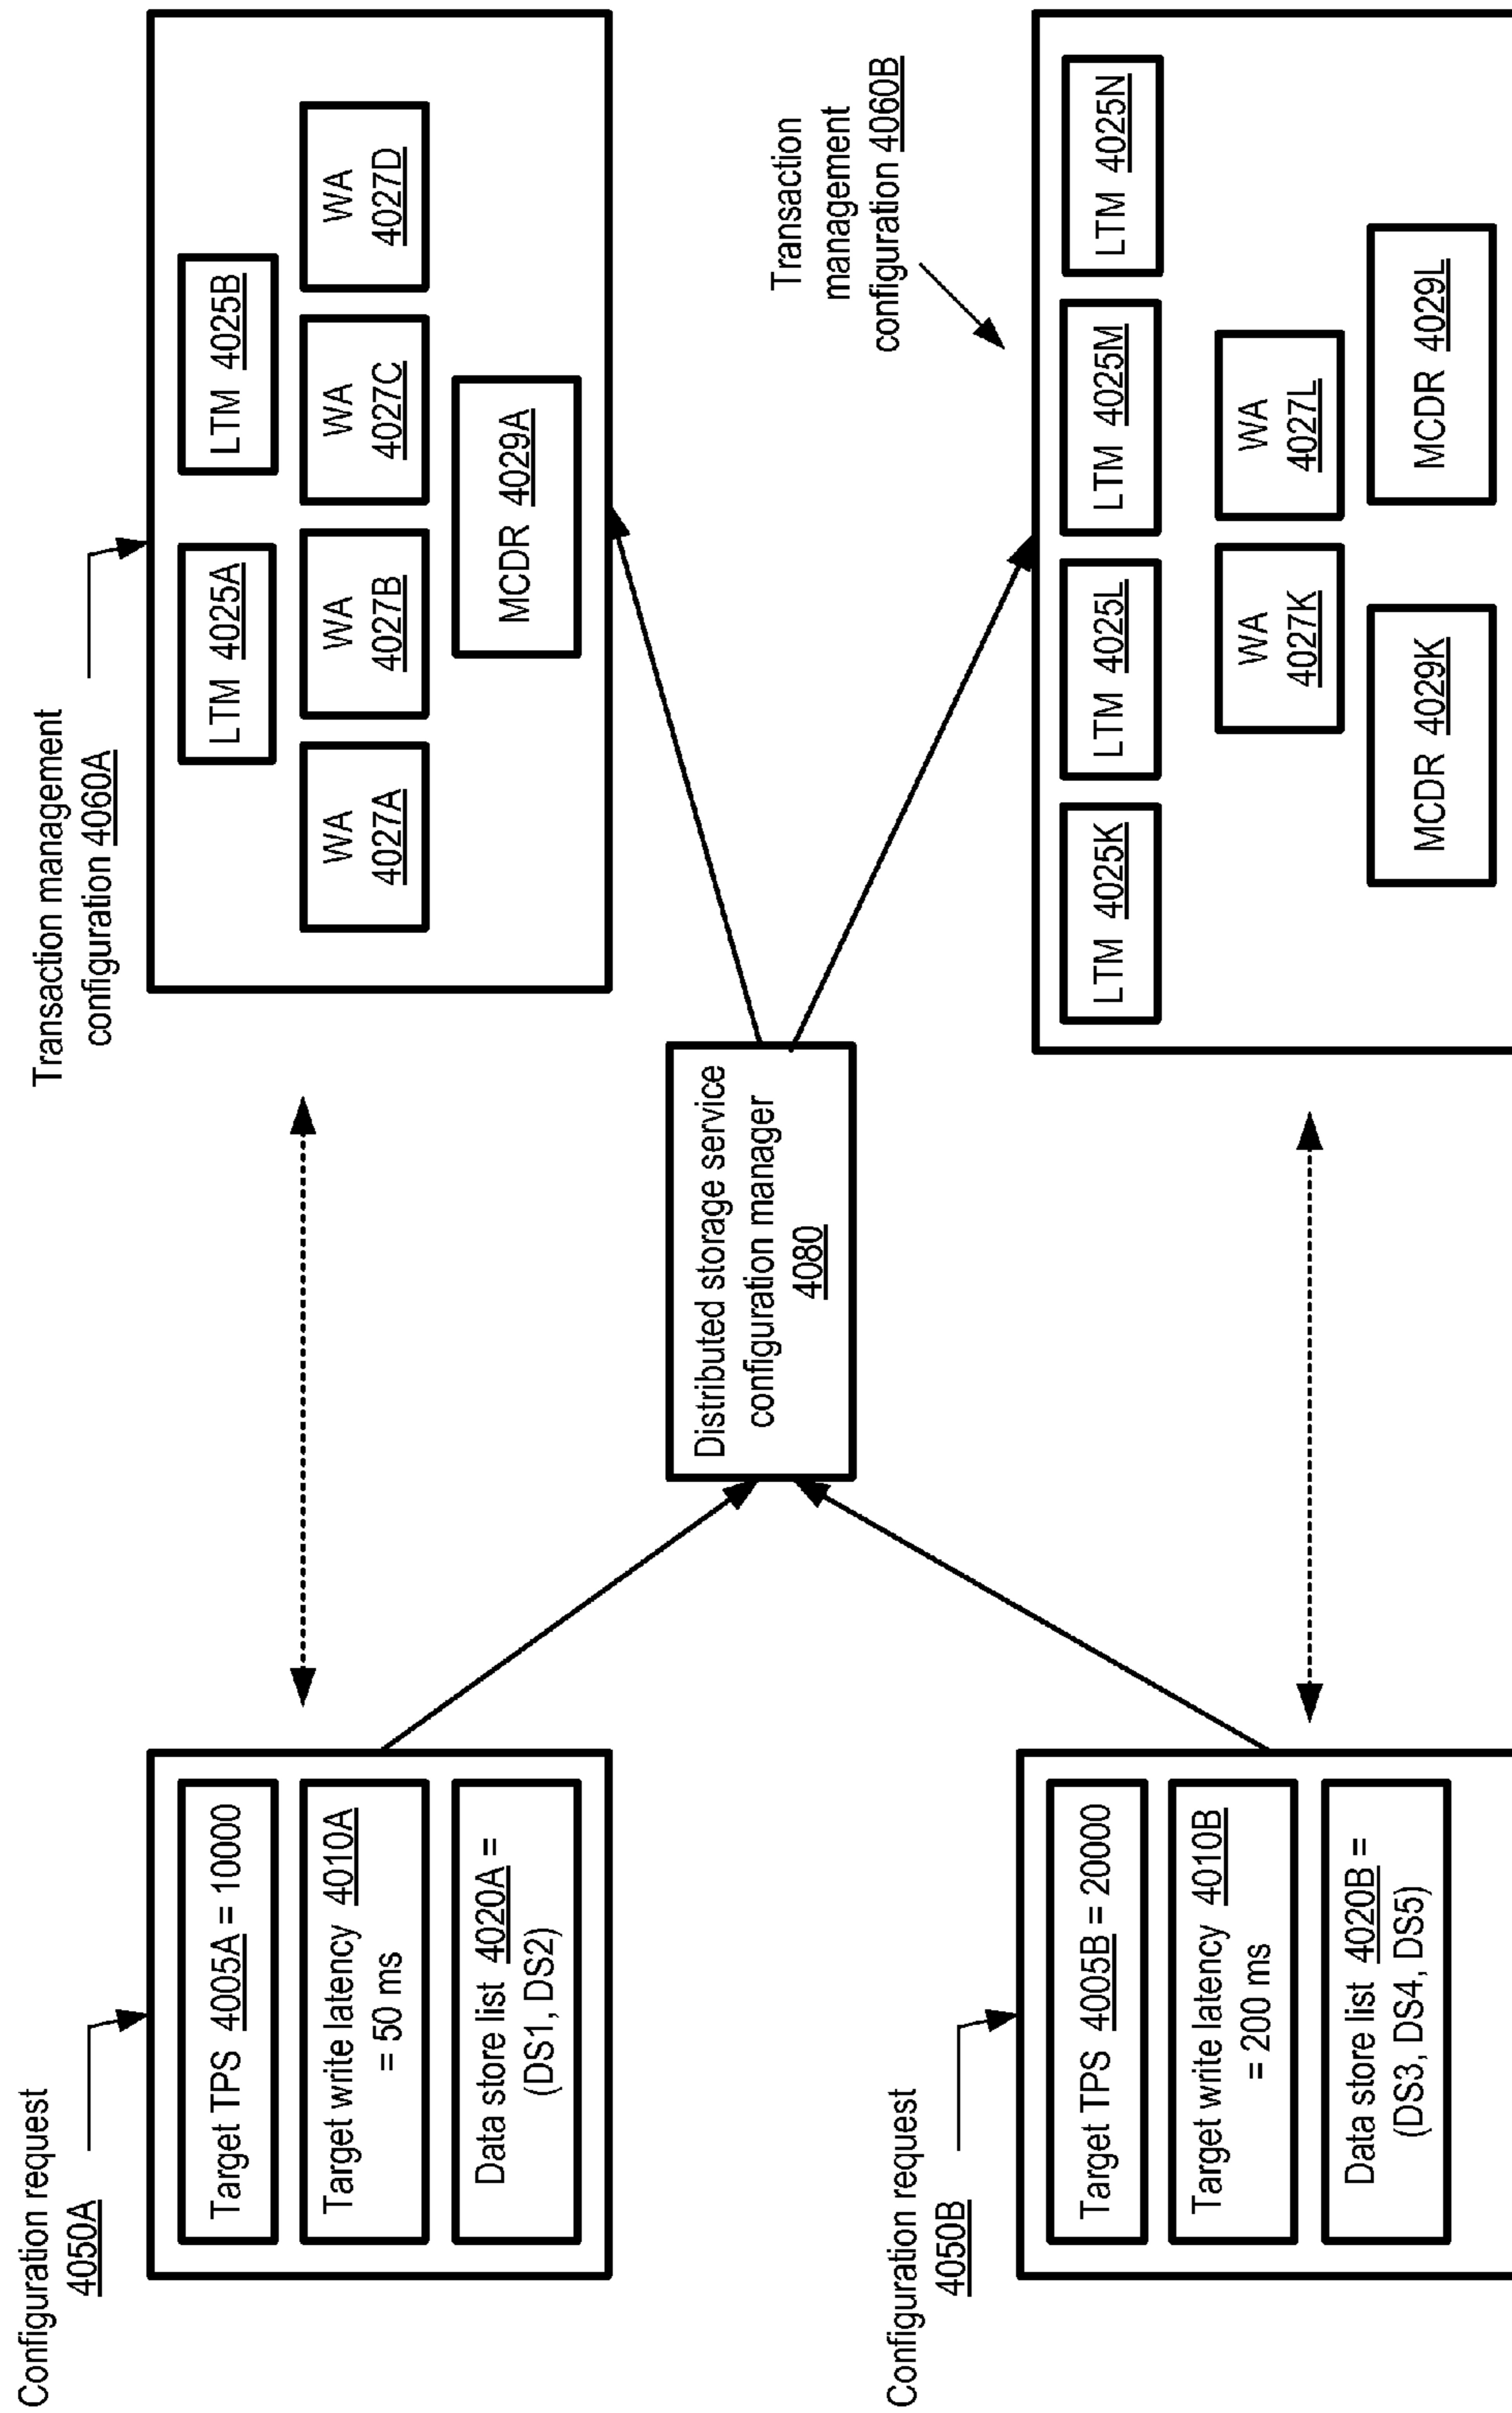 Configuration request
4050A
Target TPS 4005A = 10000
Target write latency 4010A
= 50 ms
Data store list 4020A =
(DS1, DS2)
Transaction management
configuration 4060A
LTM 4025A
LTM 4025B
WA
4027A
WA
4027B
WA
4027C
WA
4027D
MCDR 4029A
Distributed storage service
configuration manager
4080
Configuration request
4050B
Target TPS 4005B = 20000
Target write latency 4010B
= 200 ms
Data store list 4020B =
(DS3, DS4, DS5)
Transaction
management
configuration 4060B
LTM 4025K
LTM 4025L
LTM 4025M
LTM 4025N
WA
4027K
WA
4027L
MCDR 4029K
MCDR 4029L